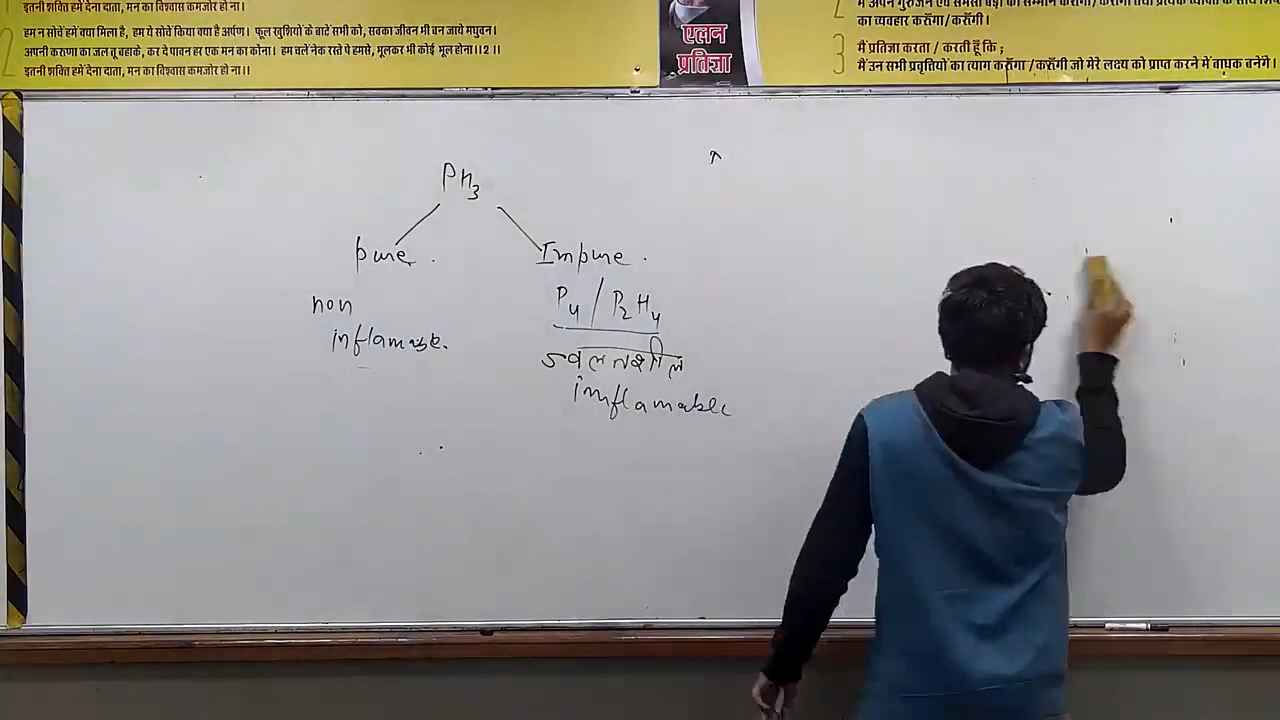 इतनी शक्ति हमें देना दाता, मन का विश्वास कमजोर हो ना।
2 हम न सोचें हमें क्या मिला है, हम ये सोचें किया क्या है अर्पण। फूल खुशियों के बाटें सभी को, सबका जीवन भी बन जाये मधुवन।
अपनी करुणा का जल तू बहाके, कर दे पावन हर एक मन का कोना। हम चलें नेक रस्ते पे हमसे, भूलकर भी कोई भूल होना।।2।।
इतनी शक्ति हमें देना दाता, मन का विश्वास कमजोर हो ना।।
एलन
प्रतिज्ञा
2
का व्यवहार करूँगा/करूँगी।
3 मैं प्रतिज्ञा करता / करती हूँ कि ;
मैं उन सभी प्रवृत्तियों का त्याग करूँगा /करूँगी जो मेरे लक्ष्य को प्राप्त करने में बाधक बनेंगे।
PH3
pure.
Impure.
non
P4 / P2H4
ज्वलनशील
inflamable